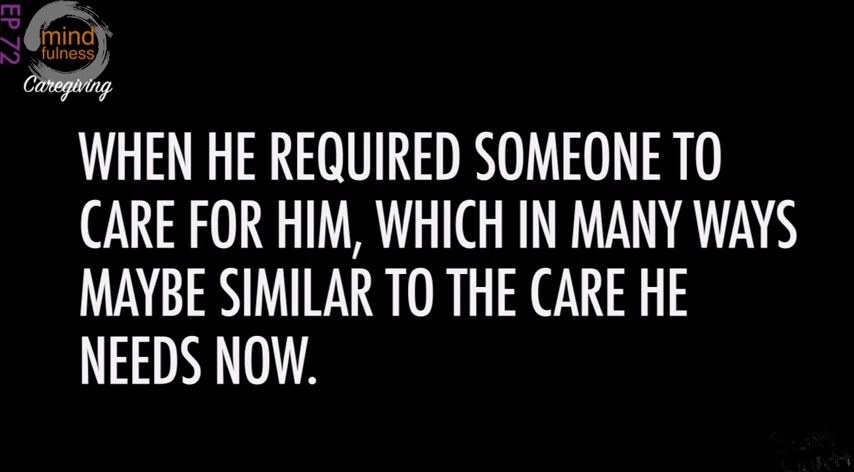 EP 72
mind
fulness
Caregiving
WHEN HE REQUIRED SOMEONE TO
CARE FOR HIM, WHICH IN MANY WAYS
MAYBE SIMILAR TO THE CARE HE
NEEDS NOW.